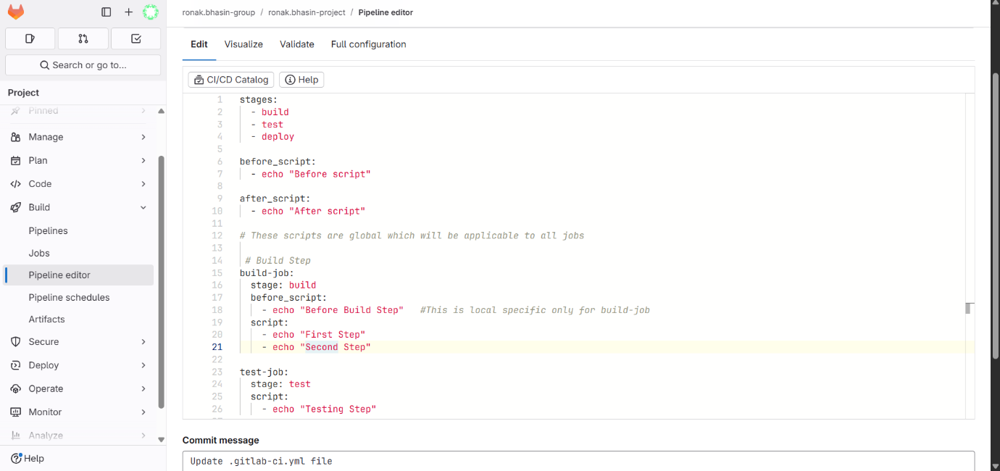 ronak.bhasin-group / ronak.bhasin-project / Pipeline editor
Search or go to...
Project
Pinned
Manage
Plan
Code
Build
Pipelines
Jobs
Pipeline editor
Pipeline schedules
Artifacts
Secure
Deploy
Operate
Monitor
Analyze
Help
Edit Visualize Validate Full configuration
CI/CD Catalog Help
1 stages:
2   - build
3   - test
4   - deploy
5
6 before_script:
7   - echo "Before script"
8
9 after_script:
10   - echo "After script"
11
12 # These scripts are global which will be applicable to all jobs
13
14  # Build Step
15 build-job:
16   stage: build
17   before_script:
18     - echo "Before Build Step"   #This is local specific only for build-job
19   script:
20     - echo "First Step"
21     - echo "Second Step"
22
23 test-job:
24   stage: test
25   script:
26     - echo "Testing Step"
Commit message
Update .gitlab-ci.yml file